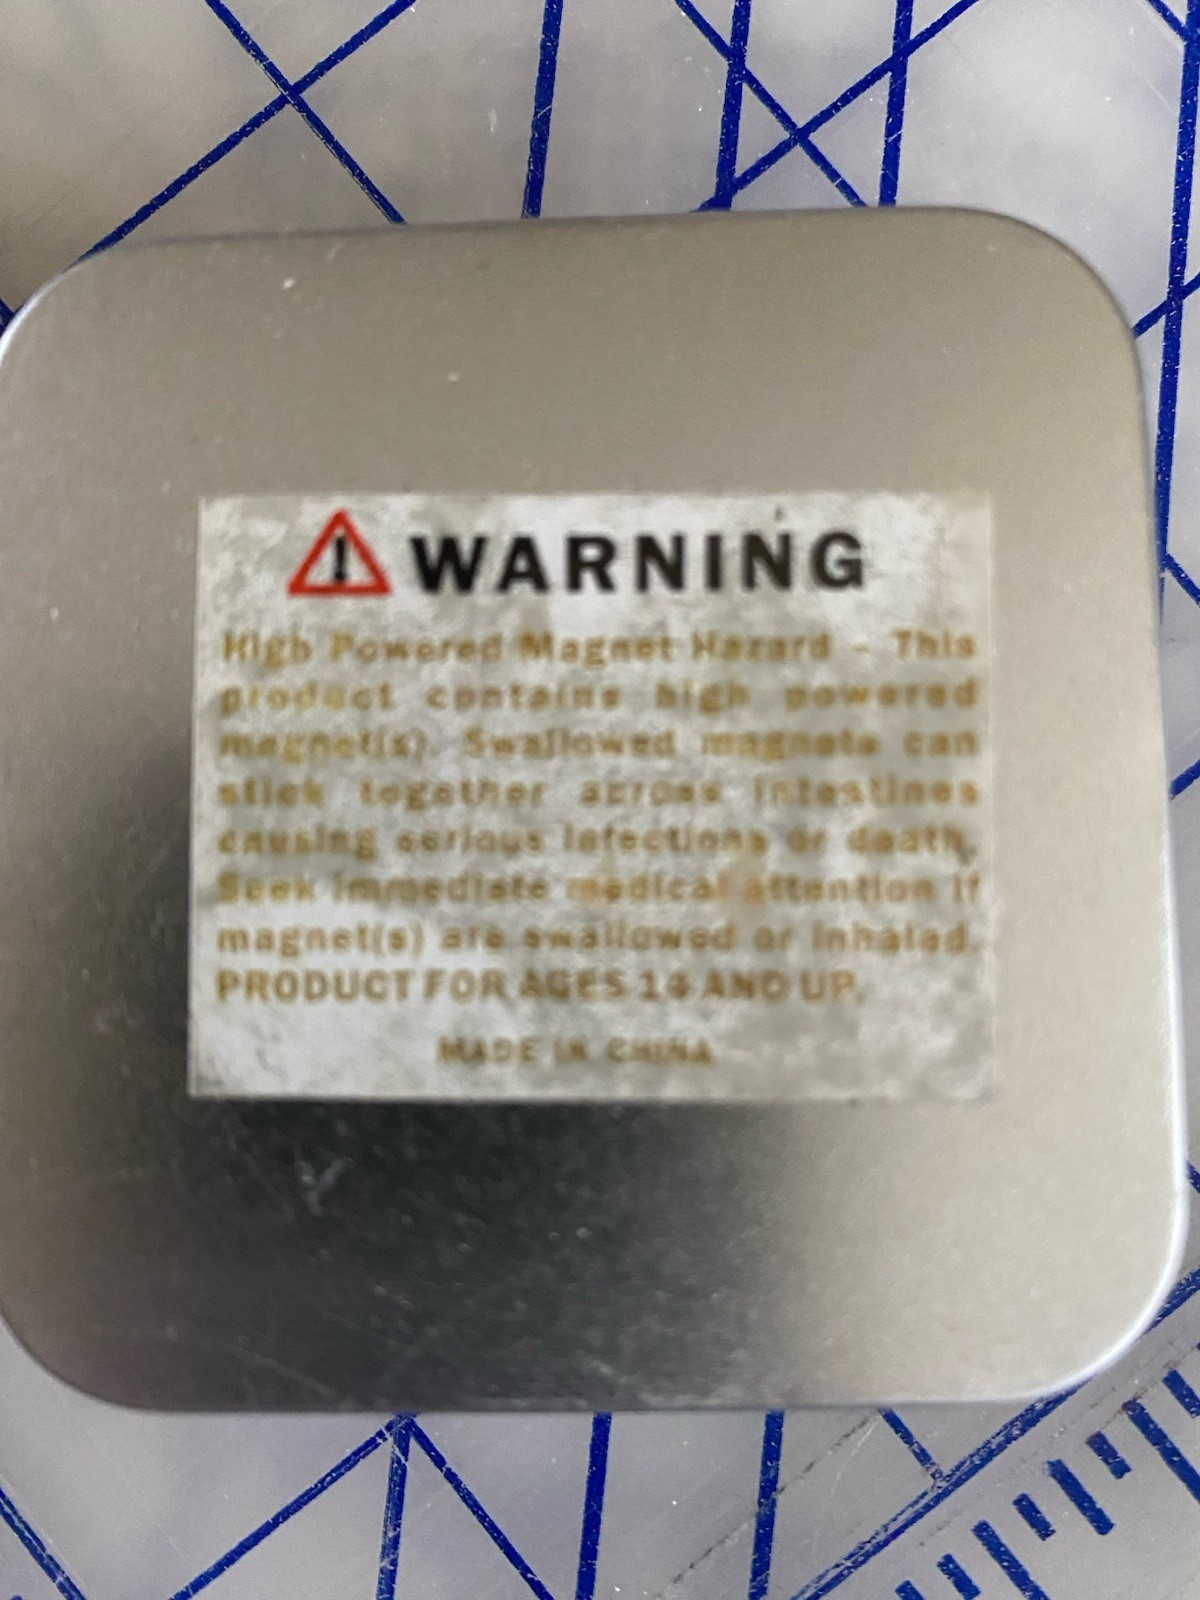 ! WARNING
High Powered Magnet Hazard - This
product contains high powered
magnet(s). Swallowed magnets can
stick together across intestines
causing serious infections or death.
Seek immediate medical attention if
magnet(s) are swallowed or inhaled.
PRODUCT FOR AGES 14 AND UP.
MADE IN CHINA